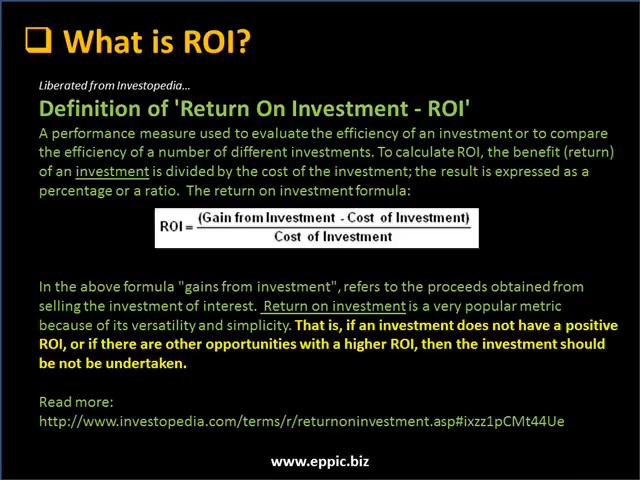 ❑ What is ROI?
Liberated from Investopedia…
Definition of 'Return On Investment - ROI'
A performance measure used to evaluate the efficiency of an investment or to compare
the efficiency of a number of different investments. To calculate ROI, the benefit (return)
of an investment is divided by the cost of the investment; the result is expressed as a
percentage or a ratio.  The return on investment formula:
(Gain from Investment - Cost of Investment)
ROI =
Cost of Investment
In the above formula "gains from investment", refers to the proceeds obtained from
selling the investment of interest.  Return on investment is a very popular metric
because of its versatility and simplicity. That is, if an investment does not have a positive
ROI, or if there are other opportunities with a higher ROI, then the investment should
be not be undertaken.
Read more:
http://www.investopedia.com/terms/r/returnoninvestment.asp#ixzz1pCMt44Ue
www.eppic.biz